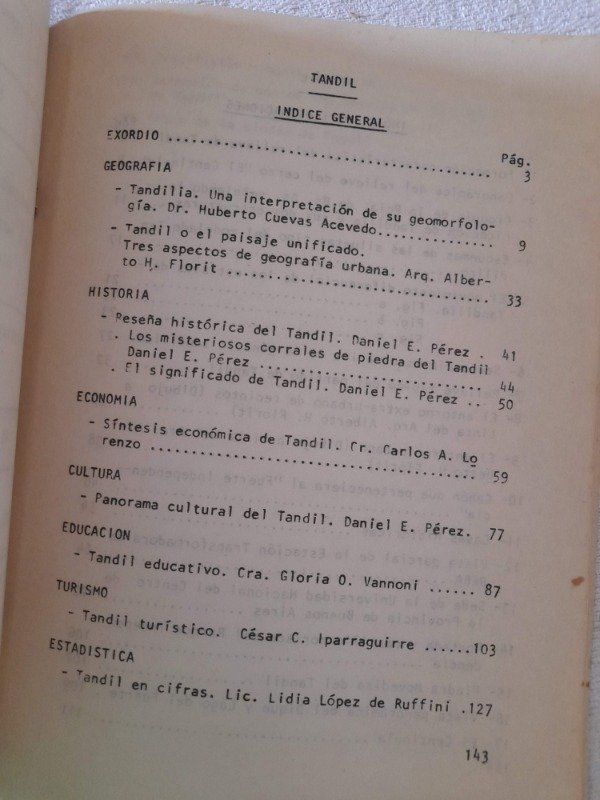 TANDIL
INDICE GENERAL
Pág.
EXORDIO ........................................ 3
GEOGRAFIA
- Tandilia. Una interpretación de su geomorfolo-
gía. Dr. Huberto Cuevas Acevedo.............. 9
- Tandil o el paisaje unificado.
Tres aspectos de geografía urbana. Arq. Alber-
to H. Florit ................................ 33
HISTORIA
- Reseña histórica del Tandil. Daniel E. Pérez . 41
. Los misteriosos corrales de piedra del Tandil
Daniel E. Pérez ............................ 44
. El significado de Tandil. Daniel E. Pérez .. 50
ECONOMIA
- Síntesis económica de Tandil. Cr. Carlos A. Lo
renzo ....................................... 59
CULTURA
- Panorama cultural del Tandil. Daniel E. Pérez. 77
EDUCACION
- Tandil educativo. Cra. Gloria O. Vannoni ...... 87
TURISMO
- Tandil turístico. César C. Iparraguirre ......103
ESTADISTICA
- Tandil en cifras. Lic. Lidia López de Ruffini .127
143